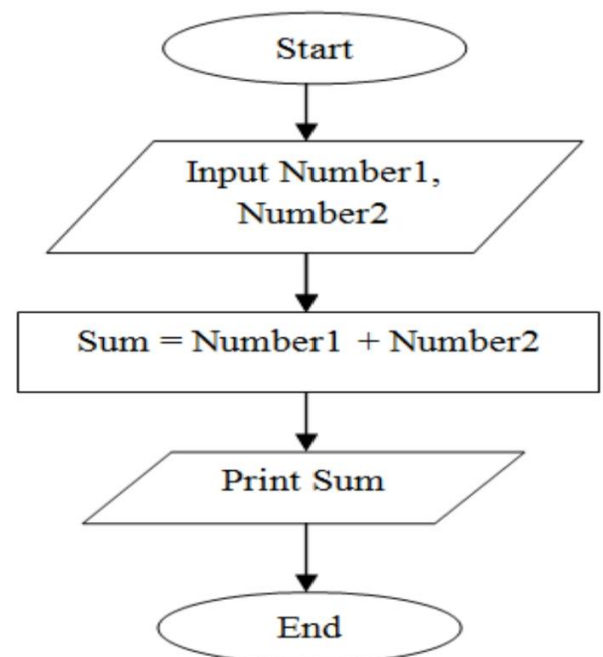 Start
Input Number1,
Number2
Sum = Number1 + Number2
Print Sum
End